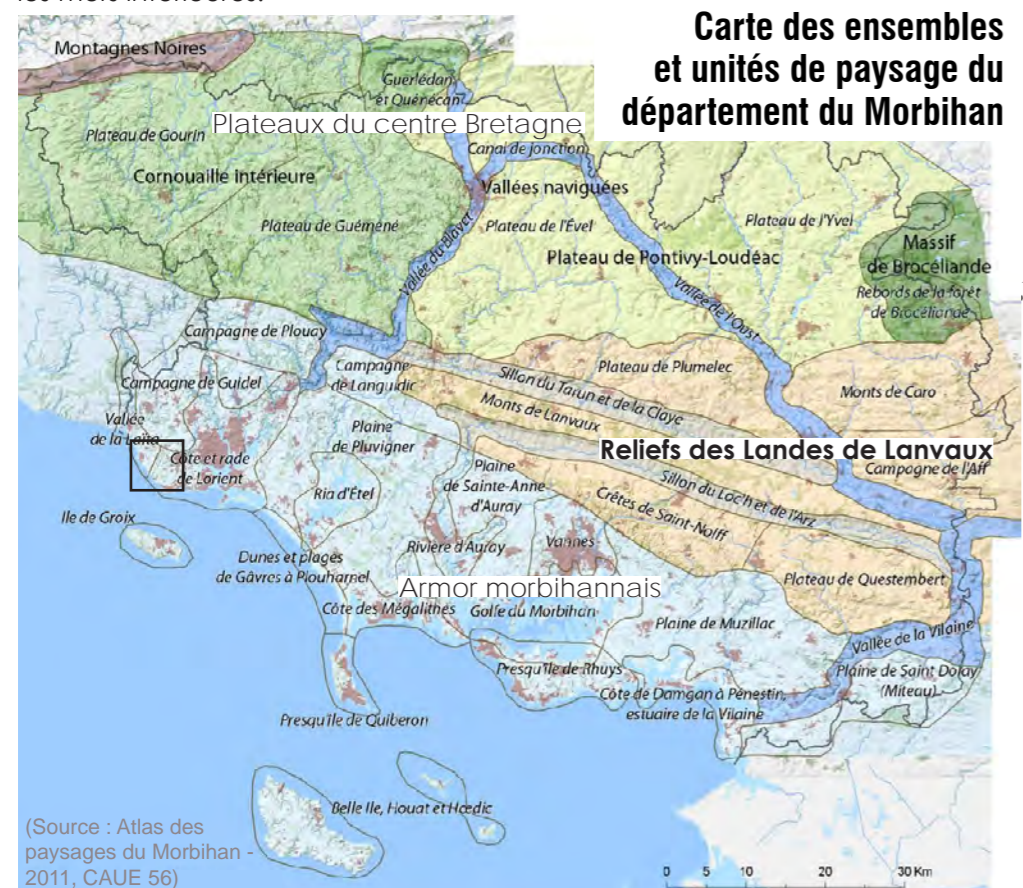 Carte des ensembles
et unités de paysage du
département du Morbihan
Montagnes Noires
Guerlédan
et Quénécan
Plateau de Gourin
Plateaux du centre Bretagne
Canal de jonction
Cornouaille intérieure
Vallées naviguées
Plateau de Guémené
Plateau de l'Ével
Plateau de l'Yvel
Massif
de Brocéliande
Plateau de Pontivy-Loudéac
Vallée du Blavet
Rebords de la forêt
de Brocéliande
Vallée de l'Oust
Campagne de Plouay
Campagne
de Languidic
Plateau de Plumelec
Sillon du Tarun et de la Claye
Campagne de Guidel
Monts de Lanvaux
Monts de Caro
Vallée
de la Laïta
Plaine
de Pluvigner
Reliefs des Landes de Lanvaux
Côte et rade
de Lorient
Campagne de l'Aff
Plaine
de Sainte-Anne
d'Auray
Sillon du Loc'h et de l'Arz
Ria d'Étel
Crêtes de Saint-Nolff
Ile de Groix
Rivière d'Auray
Vannes
Dunes et plages
de Gâvres à Plouharnel
Plateau de Questembert
Armor morbihannais
Côte des Mégalithes
Golfe du Morbihan
Plaine de Muzillac
Vallée de la Vilaine
Presqu'île de Rhuys
Plaine de Saint Dolay
(Miteau)
Côte de Damgan à Pénestin,
estuaire de la Vilaine
Presqu'île de Quiberon
Belle Ile, Houat et Hœdic
(Source : Atlas des
paysages du Morbihan -
2011, CAUE 56)
0 5 10 20 30 Km